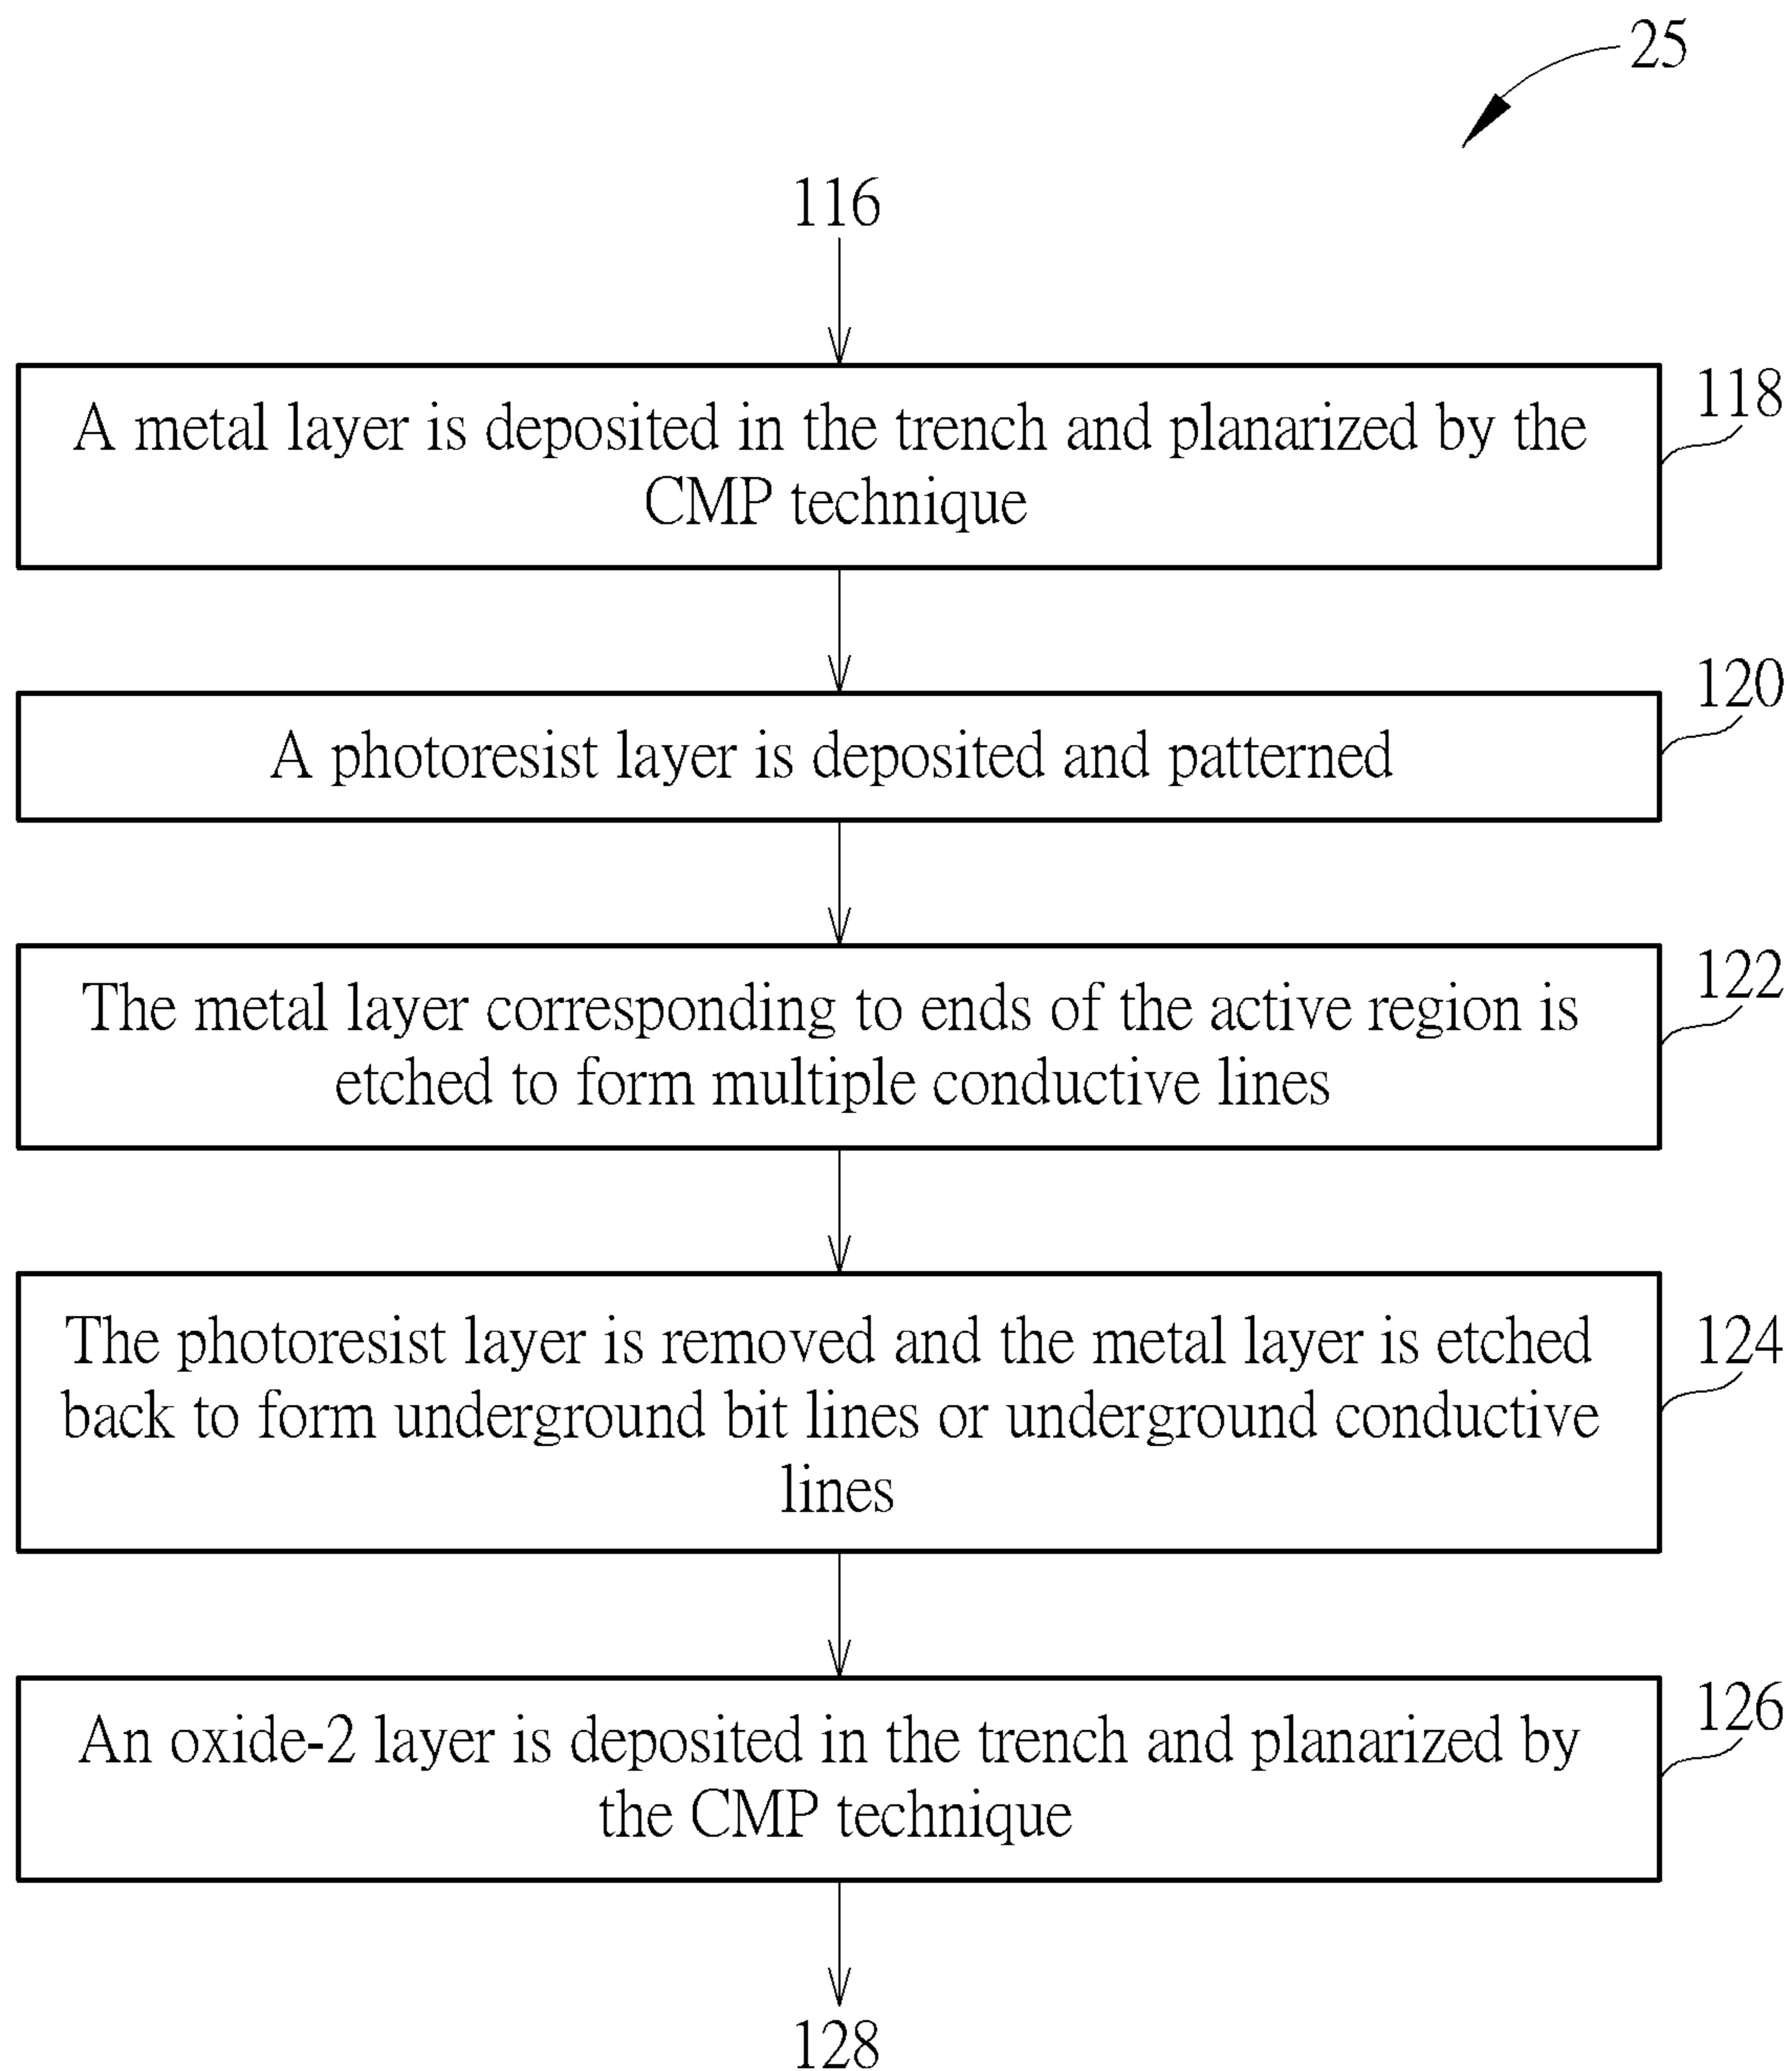 25
116
A metal layer is deposited in the trench and planarized by the
CMP technique
118
A photoresist layer is deposited and patterned
120
The metal layer corresponding to ends of the active region is
etched to form multiple conductive lines
122
The photoresist layer is removed and the metal layer is etched
back to form underground bit lines or underground conductive
lines
124
An oxide-2 layer is deposited in the trench and planarized by
the CMP technique
126
128